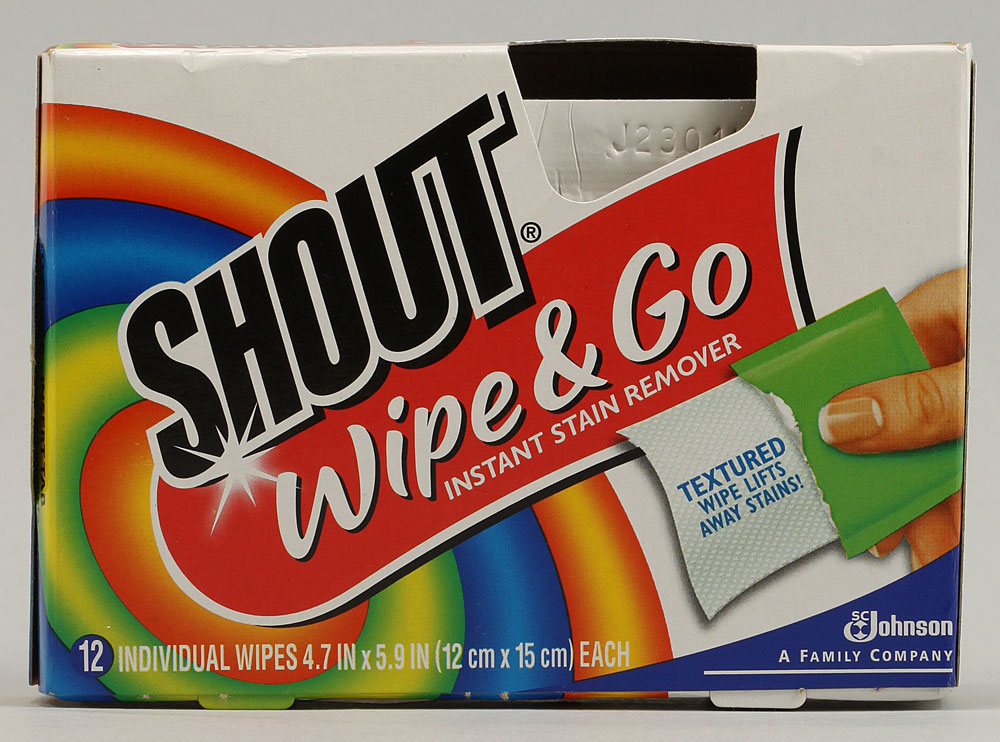 J2301
SHOUT®
Wipe & Go
INSTANT STAIN REMOVER
TEXTURED
WIPE LIFTS
AWAY STAINS!
SC Johnson
A FAMILY COMPANY
12 INDIVIDUAL WIPES 4.7 IN x 5.9 IN (12 cm x 15 cm) EACH